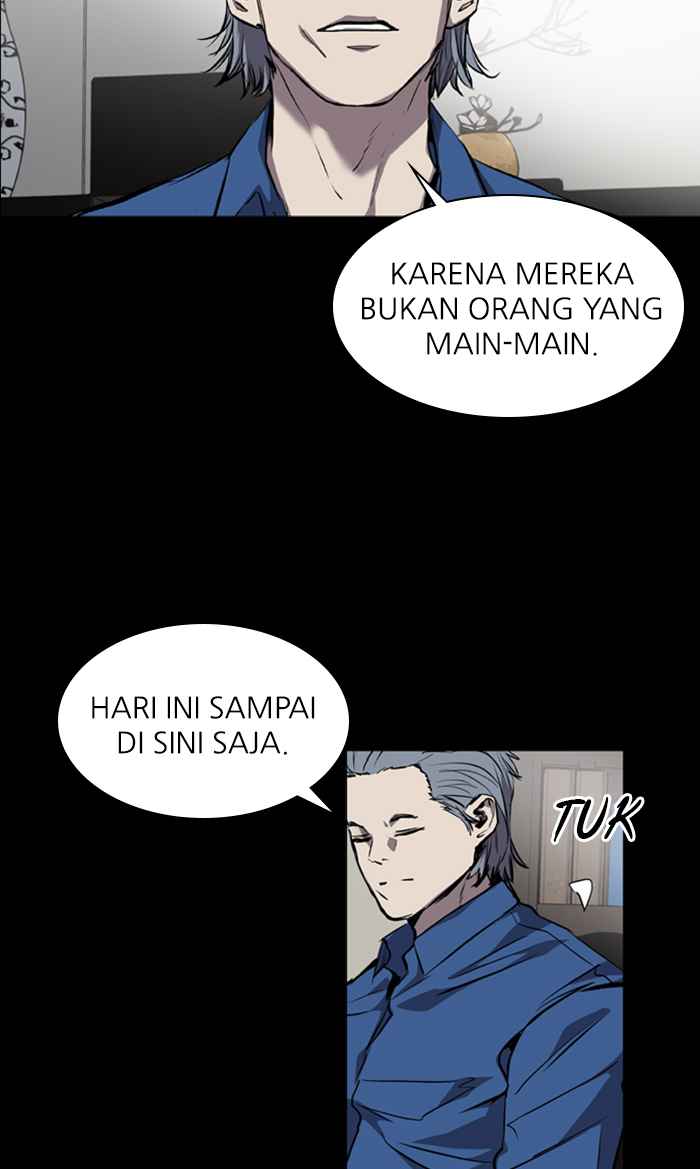 KARENA MEREKA
BUKAN ORANG YANG
MAIN-MAIN.
HARI INI SAMPAI
DI SINI SAJA.
TUK